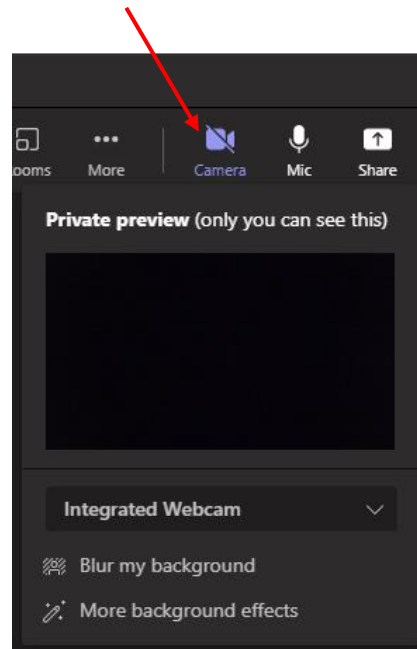 ooms More Camera Mic Share
Private preview (only you can see this)
Integrated Webcam
Blur my background
More background effects